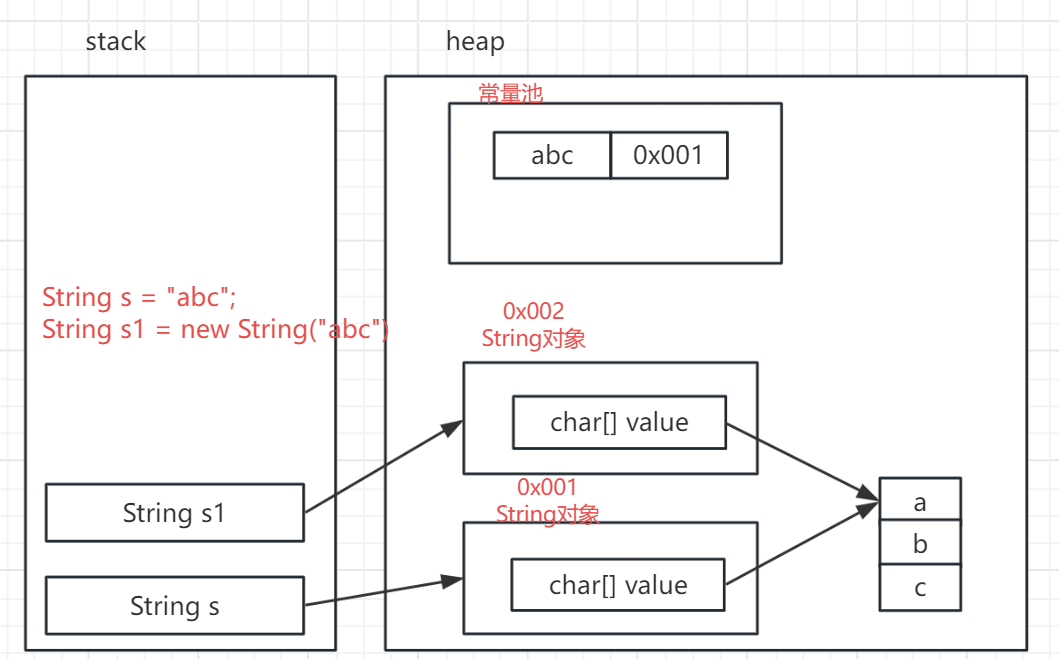 stack
heap
常量池
abc
0x001
String s = "abc";
String s1 = new String("abc")
0x002
String对象
char[] value
0x001
String对象
char[] value
String s1
String s
a
b
c